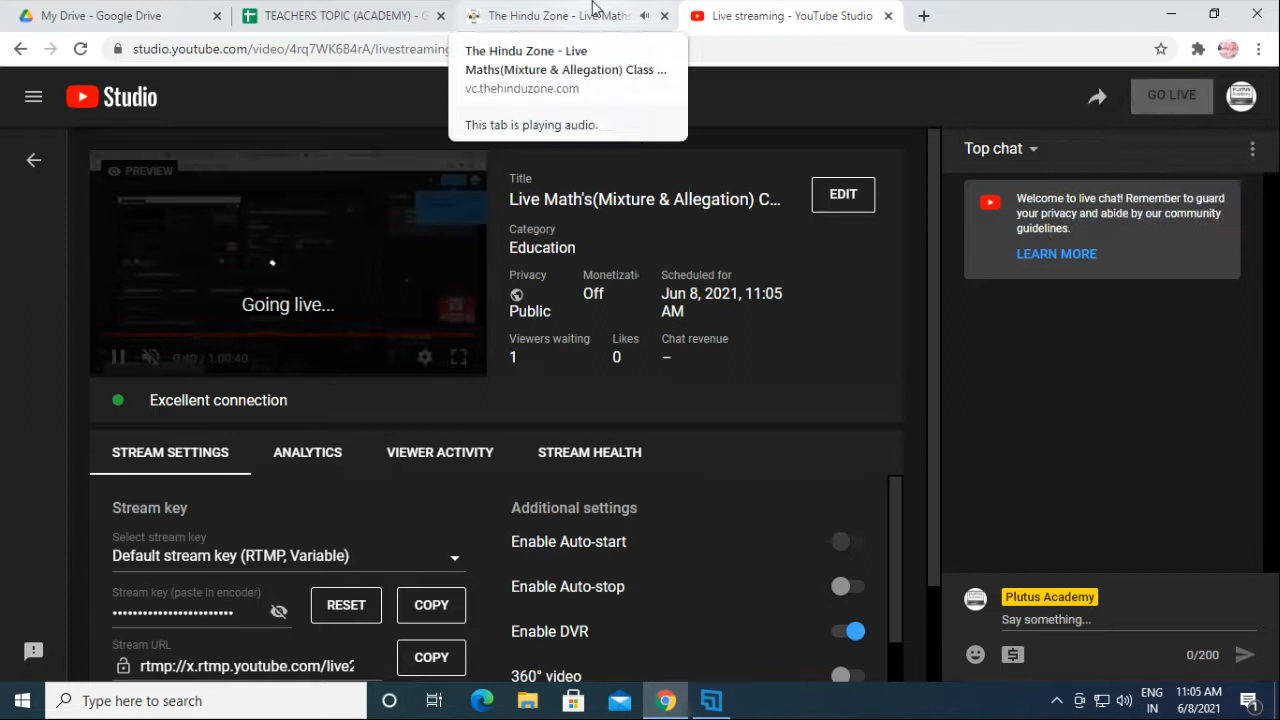 My Drive - Google Drive
TEACHERS TOPIC (ACADEMY) -
The Hindu Zone - Live Maths
Live streaming - YouTube Studio
studio.youtube.com/video/4rq7WK6B4rA/livestreaming
The Hindu Zone - Live
Maths(Mixture & Allegation) Class ...
vc.thehinduzone.com
This tab is playing audio.
Studio
GO LIVE
PREVIEW
Going live...
0:40 / 1:00:40
Title
Live Math's(Mixture & Allegation) C...
EDIT
Category
Education
Privacy
Monetizati
Scheduled for
Public
Off
Jun 8, 2021, 11:05
AM
Viewers waiting
Likes
Chat revenue
1
0
–
Top chat
Welcome to live chat! Remember to guard
your privacy and abide by our community
guidelines.
LEARN MORE
Excellent connection
STREAM SETTINGS
ANALYTICS
VIEWER ACTIVITY
STREAM HEALTH
Stream key
Select stream key
Default stream key (RTMP, Variable)
Stream key (paste in encoder)
••••••••••••••••••••••••
RESET
COPY
Stream URL
rtmp://x.rtmp.youtube.com/live2
COPY
Additional settings
Enable Auto-start
Enable Auto-stop
Enable DVR
360° video
Plutus Academy
Say something...
0/200
Type here to search
ENG
IN
11:05 AM
6/8/2021
1